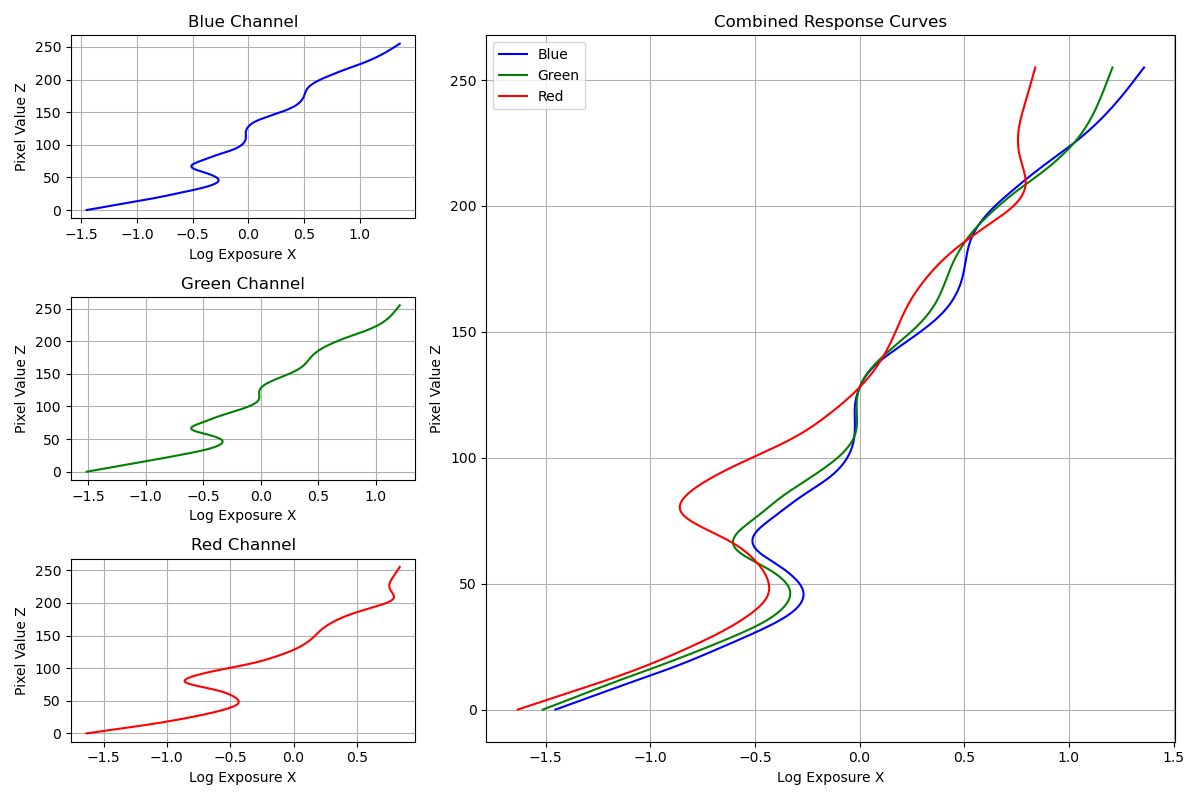 Blue Channel
250
200
150
100
50
0
−1.5 −1.0 −0.5 0.0 0.5 1.0
Pixel Value Z
Log Exposure X
Green Channel
250
200
150
100
50
0
−1.5 −1.0 −0.5 0.0 0.5 1.0
Pixel Value Z
Log Exposure X
Red Channel
250
200
150
100
50
0
−1.5 −1.0 −0.5 0.0 0.5
Pixel Value Z
Log Exposure X
Combined Response Curves
Blue
Green
Red
250
200
150
100
50
0
−1.5 −1.0 −0.5 0.0 0.5 1.0 1.5
Pixel Value Z
Log Exposure X